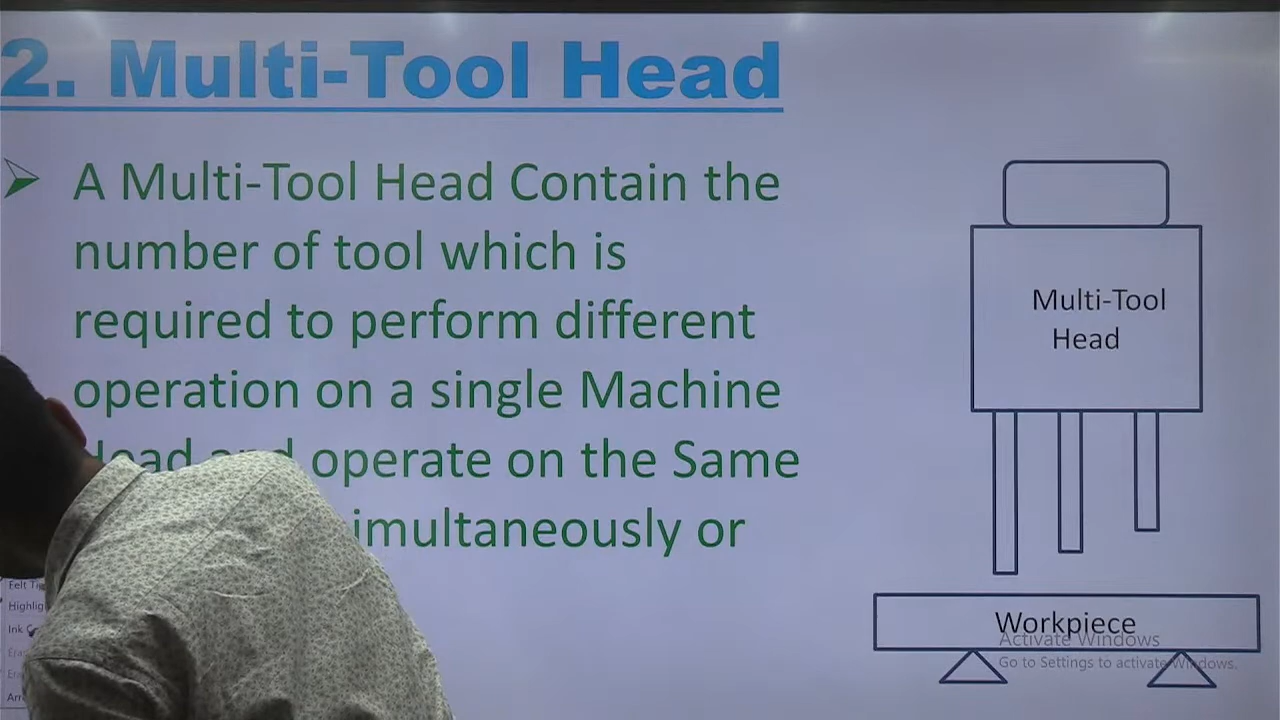 2. Multi-Tool Head
A Multi-Tool Head Contain the
number of tool which is
required to perform different
operation on a single Machine
operate on the Same
or
Multi-Tool
Head
Workpiece
Activate Windows
Go to Settings to activate Windows.
Ink